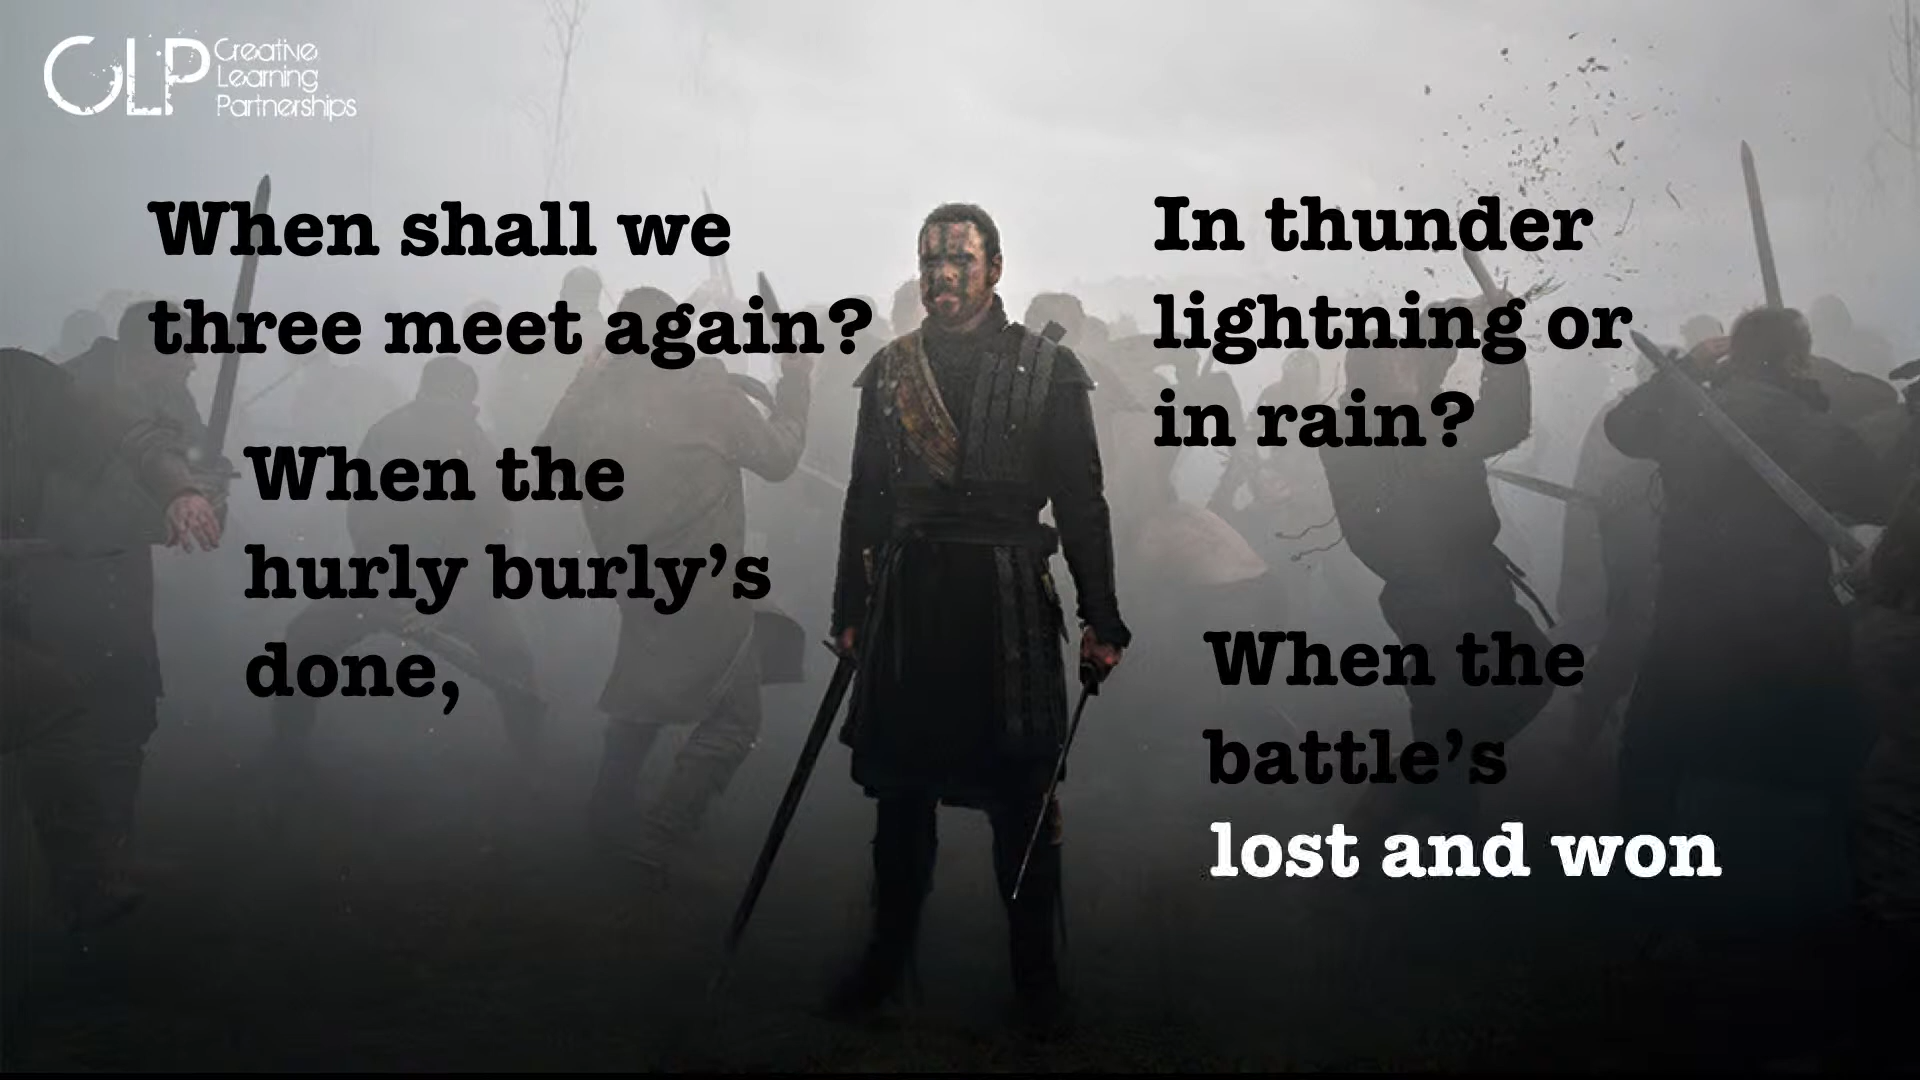 CLP Creative
Learning
Partnerships
When shall we
three meet again?
In thunder
lightning or
in rain?
When the
hurly burly’s
done,
When the
battle’s
lost and won